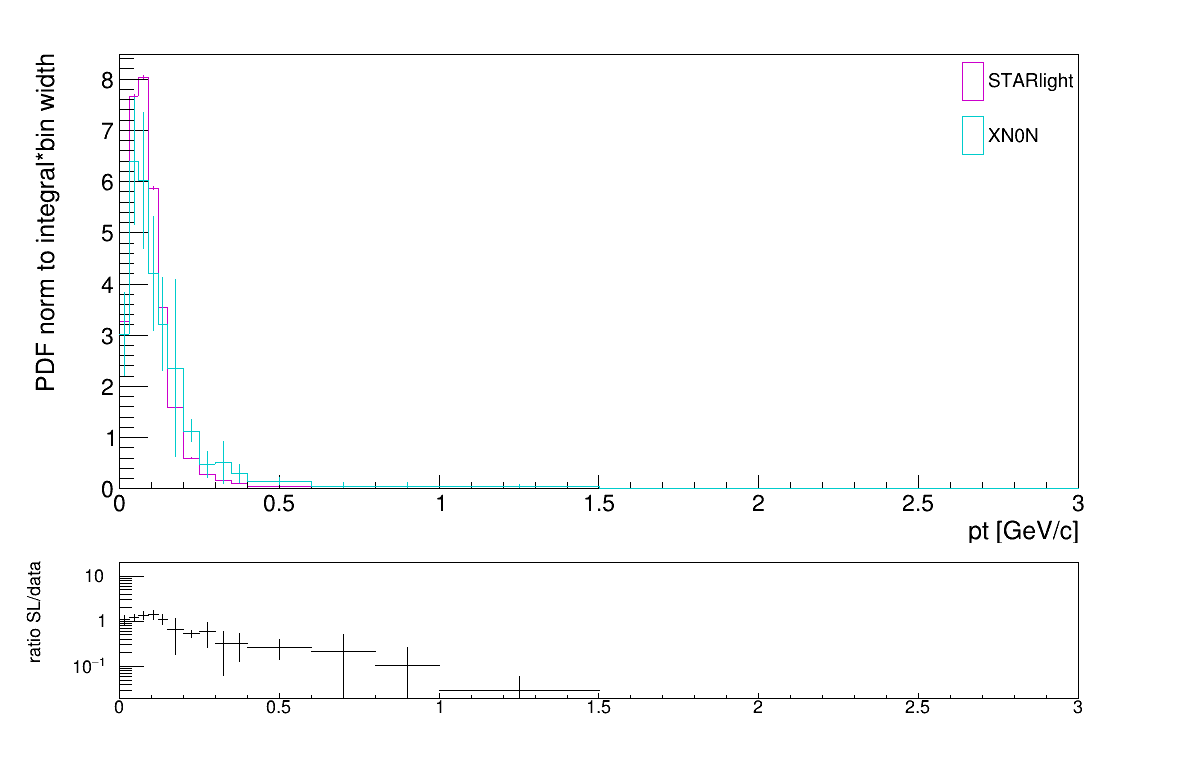 PDF norm to integral*bin width
8
7
6
5
4
3
2
1
0
STARlight
XN0N
0 0.5 1 1.5 2 2.5 3
pt [GeV/c]
ratio SL/data
10
1
10⁻¹
0 0.5 1 1.5 2 2.5 3